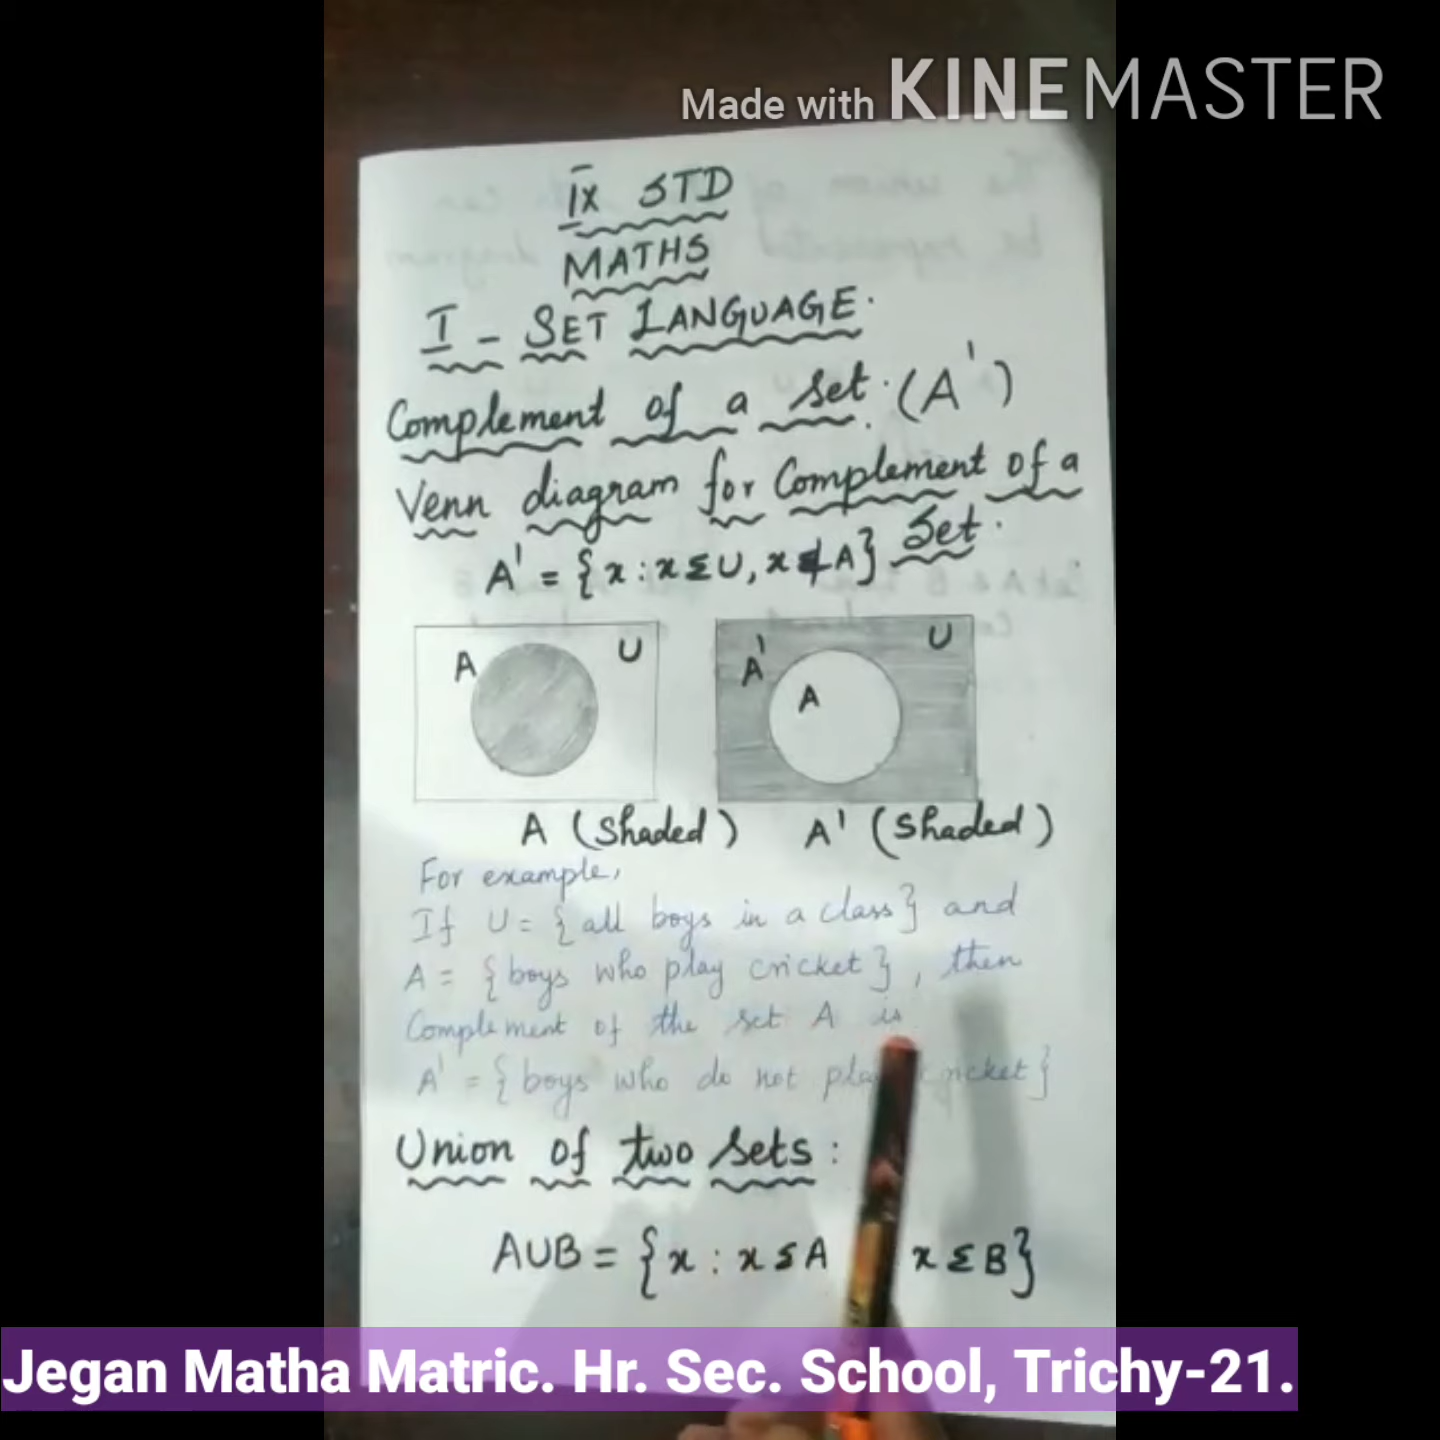 Made with KINEMASTER
IX STD
MATHS
I - SET LANGUAGE.
Complement of a set. (A')
Venn diagram for Complement of a
Set.
A' = {x : x Σ U, x ∉ A}
A U
A' U
A
A (Shaded) A' (Shaded)
For example,
If U = {all boys in a class} and
A = {boys who play cricket}, then
Complement of the set A is
A' = {boys who do not play cricket}
Union of two sets :
AUB = {x : x Σ A x Σ B}
Jegan Matha Matric. Hr. Sec. School, Trichy-21.